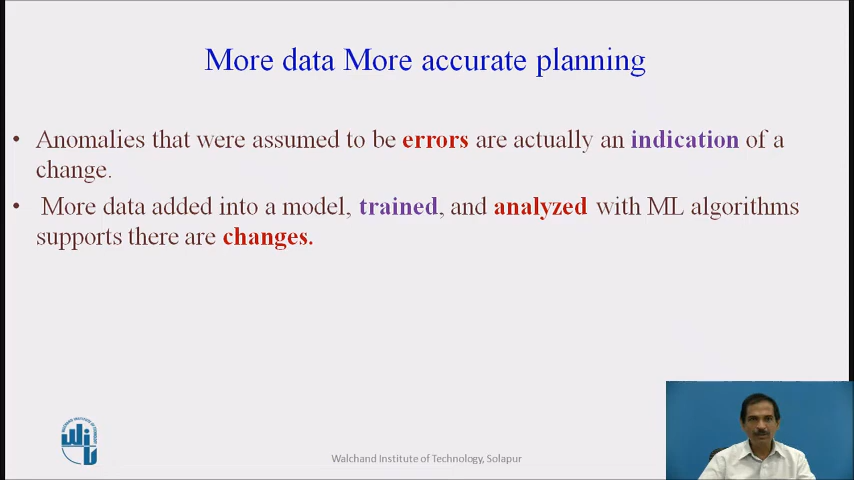 More data More accurate planning
• Anomalies that were assumed to be errors are actually an indication of a
change.
• More data added into a model, trained, and analyzed with ML algorithms
supports there are changes.
Walchand Institute of Technology, Solapur